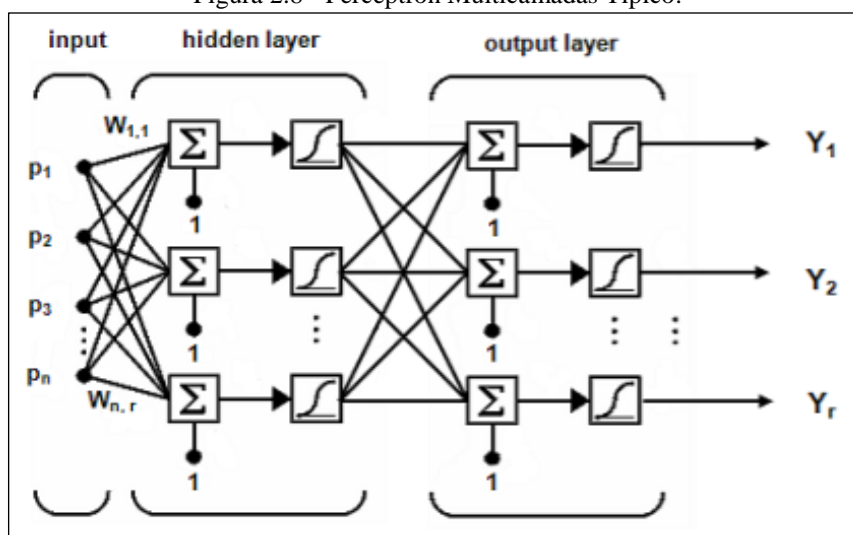 Figura 2.8 - Perceptron Multicamadas Típico.
input hidden layer output layer
W1,1
Σ Σ Y1
p1
1 1
p2
Σ Σ Y2
p3
1 1
pn
Wn, r
Σ Σ Yr
1 1